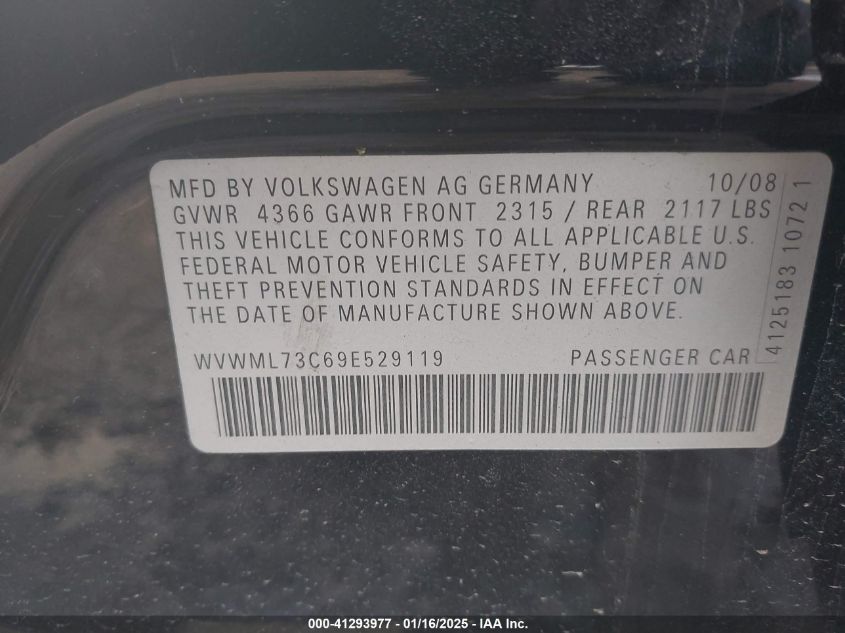 MFD BY VOLKSWAGEN AG GERMANY 10/08
GVWR 4366 GAWR FRONT 2315 / REAR 2117 LBS
THIS VEHICLE CONFORMS TO ALL APPLICABLE U.S.
FEDERAL MOTOR VEHICLE SAFETY, BUMPER AND
THEFT PREVENTION STANDARDS IN EFFECT ON
THE DATE OF MANUFACTURE SHOWN ABOVE.
WVWML73C69E529119 PASSENGER CAR
4125183 10721
000-41293977 - 01/16/2025 - IAA Inc.